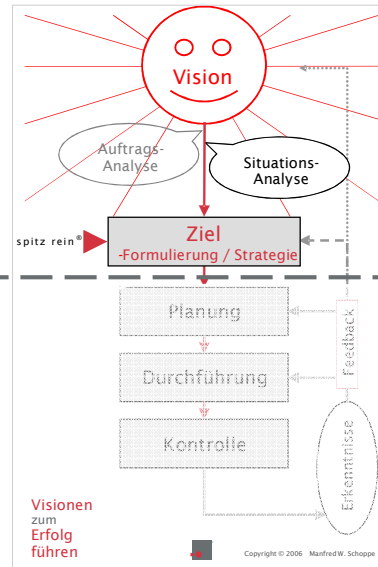 Vision
Auftrags-
Analyse
Situations-
Analyse
spitz rein®
Ziel
-Formulierung / Strategie
Planung
Durchführung
Kontrolle
Feedback
Erkenntnisse
Visionen
zum
Erfolg
führen
Copyright © 2006 Manfred W. Schoppe